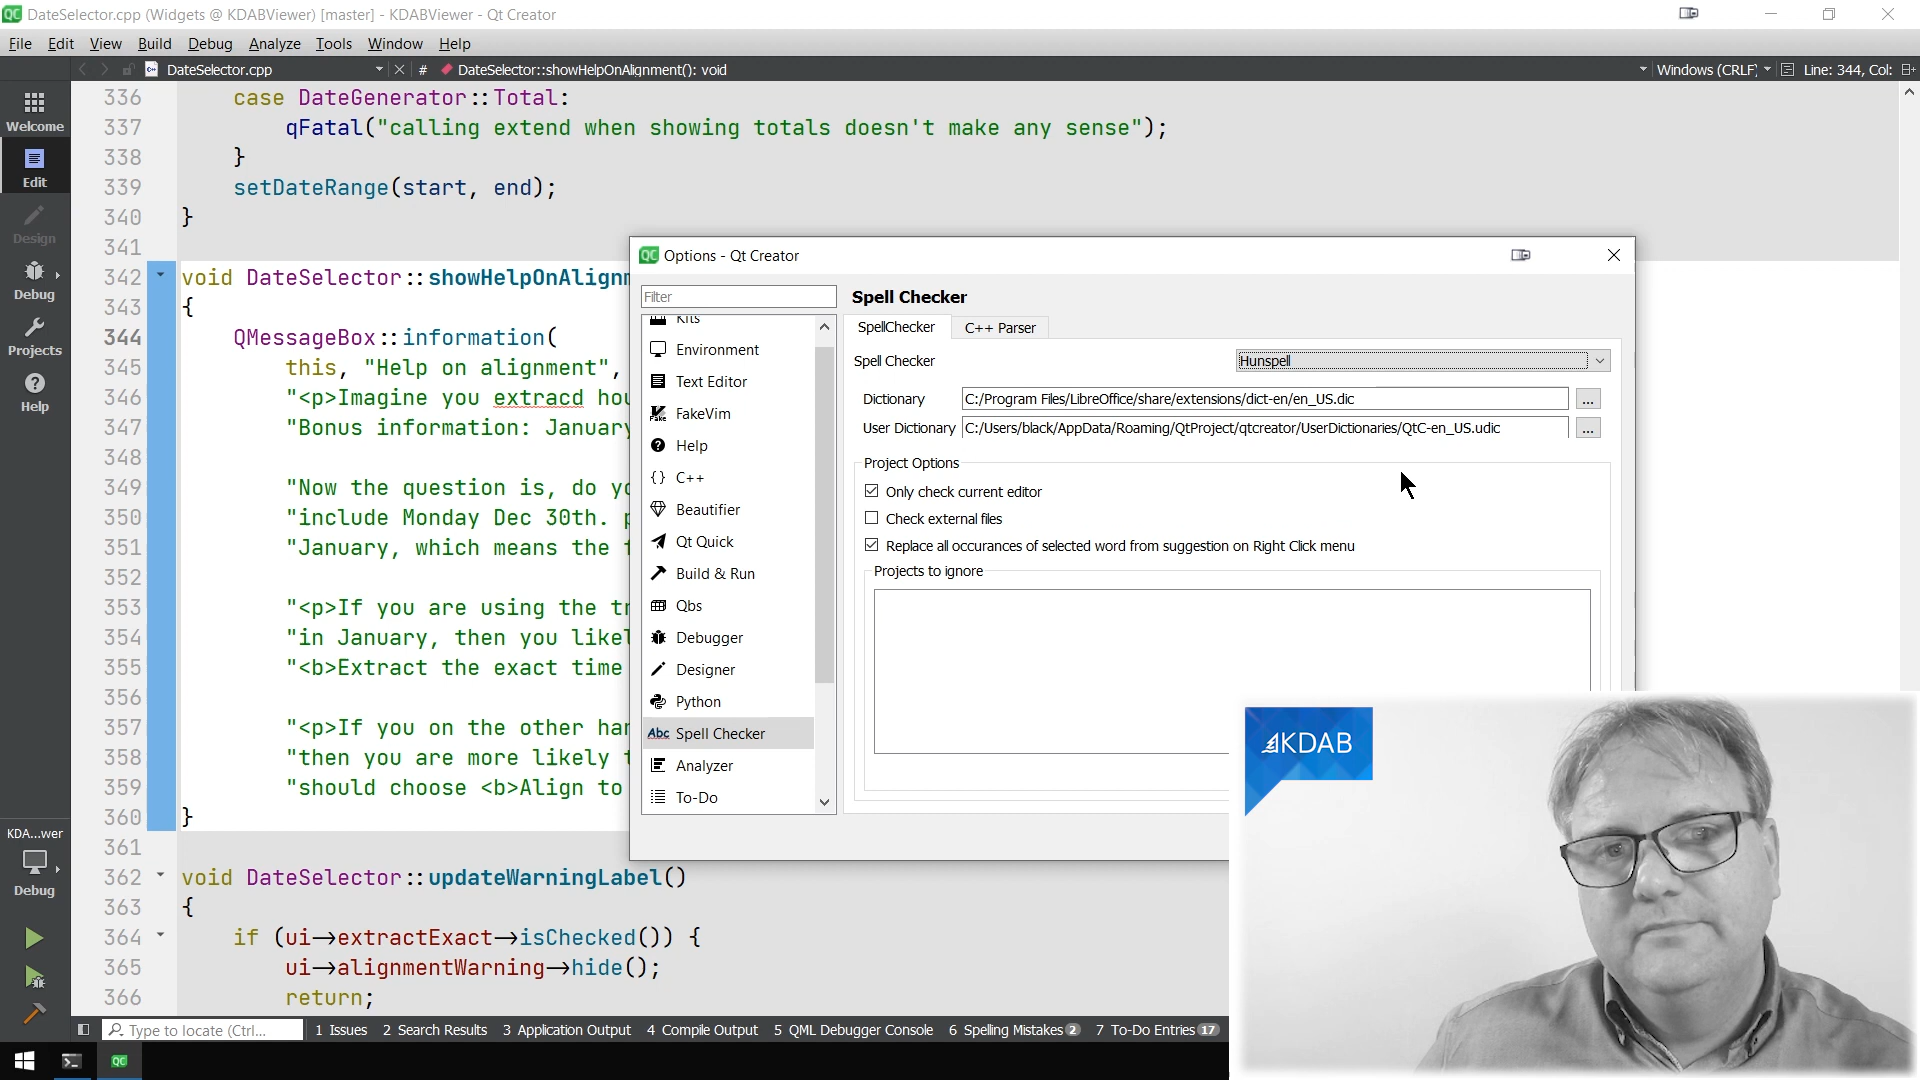 DateSelector.cpp (Widgets @ KDABViewer) [master] - KDABViewer - Qt Creator
File Edit View Build Debug Analyze Tools Window Help
DateSelector.cpp # DateSelector::showHelpOnAlignment(): void Windows (CRLF) Line: 344, Col:
336 case DateGenerator::Total:
337 qFatal("calling extend when showing totals doesn't make any sense");
338 }
339 setDateRange(start, end);
340 }
341
342 void DateSelector::showHelpOnAlignm
343 {
344 QMessageBox::information(
345 this, "Help on alignment",
346 "<p>Imagine you extracd hou
347 "Bonus information: January
348
349 "Now the question is, do yo
350 "include Monday Dec 30th. p
351 "January, which means the f
352
353 "<p>If you are using the tr
354 "in January, then you likel
355 "<b>Extract the exact time
356
357 "<p>If you on the other han
358 "then you are more likely t
359 "should choose <b>Align to
360 }
361
362 void DateSelector::updateWarningLabel()
363 {
364 if (ui->extractExact->isChecked()) {
365 ui->alignmentWarning->hide();
366 return;
Welcome
Edit
Design
Debug
Projects
Help
KDA...wer
Debug
Options - Qt Creator
Filter
Kits
Environment
Text Editor
FakeVim
Help
{} C++
Beautifier
Qt Quick
Build & Run
Qbs
Debugger
Designer
Python
Abc Spell Checker
Analyzer
To-Do
Spell Checker
SpellChecker C++ Parser
Spell Checker Hunspell
Dictionary C:/Program Files/LibreOffice/share/extensions/dict-en/en_US.dic ...
User Dictionary C:/Users/black/AppData/Roaming/QtProject/qtcreator/UserDictionaries/QtC-en_US.udic ...
Project Options
Only check current editor
Check external files
Replace all occurances of selected word from suggestion on Right Click menu
Projects to ignore
KDAB
Type to locate (Ctrl... 1 Issues 2 Search Results 3 Application Output 4 Compile Output 5 QML Debugger Console 6 Spelling Mistakes 2 7 To-Do Entries 17